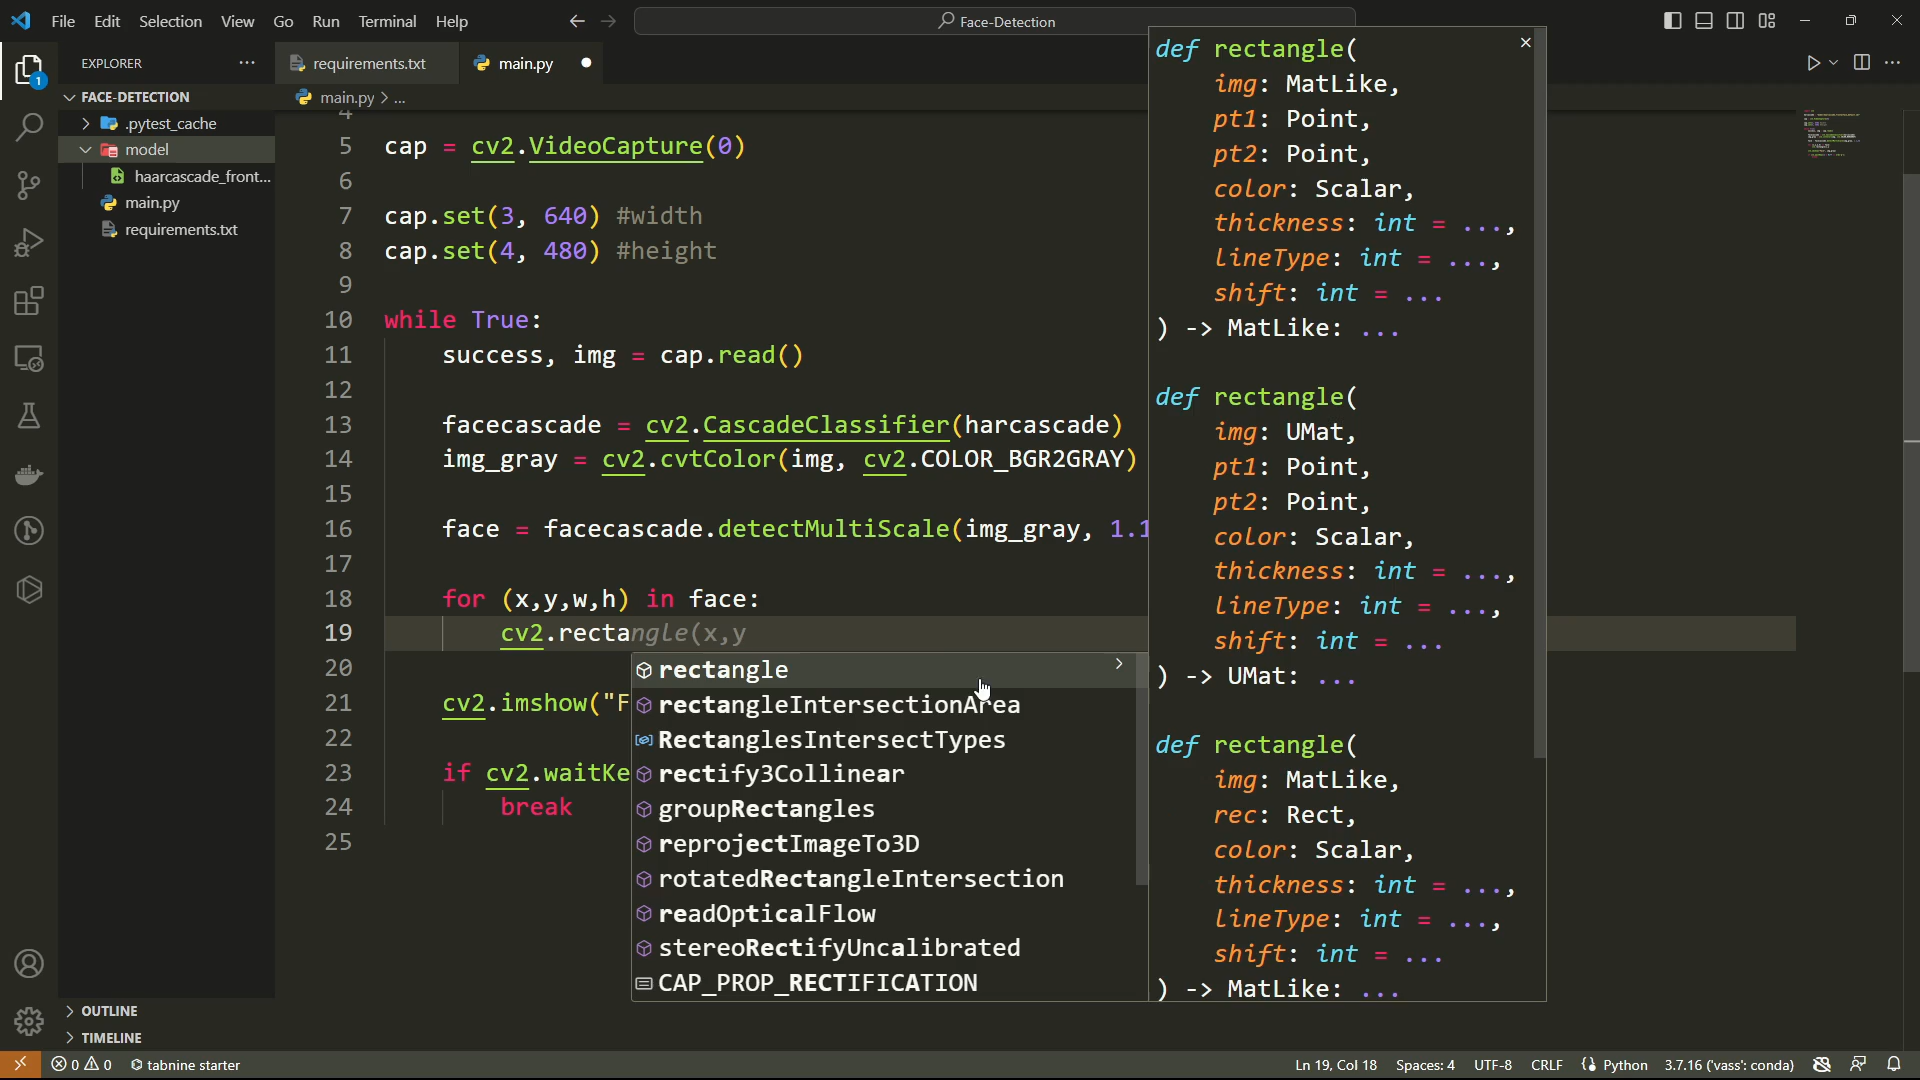 File Edit Selection View Go Run Terminal Help
Face-Detection
EXPLORER
requirements.txt
main.py
FACE-DETECTION
.pytest_cache
model
haarcascade_front...
main.py
requirements.txt
OUTLINE
TIMELINE
main.py > ...
4
5 cap = cv2.VideoCapture(0)
6
7 cap.set(3, 640) #width
8 cap.set(4, 480) #height
9
10 while True:
11 success, img = cap.read()
12
13 facecascade = cv2.CascadeClassifier(harcascade)
14 img_gray = cv2.cvtColor(img, cv2.COLOR_BGR2GRAY)
15
16 face = facecascade.detectMultiScale(img_gray, 1.1
17
18 for (x,y,w,h) in face:
19 cv2.rectangle(x,y
20
21 cv2.imshow("F
22
23 if cv2.waitKe
24 break
25
rectangle
rectangleIntersectionArea
RectanglesIntersectTypes
rectify3Collinear
groupRectangles
reprojectImageTo3D
rotatedRectangleIntersection
readOpticalFlow
stereoRectifyUncalibrated
CAP_PROP_RECTIFICATION
def rectangle(
img: MatLike,
pt1: Point,
pt2: Point,
color: Scalar,
thickness: int = ...,
lineType: int = ...,
shift: int = ...
) -> MatLike: ...
def rectangle(
img: UMat,
pt1: Point,
pt2: Point,
color: Scalar,
thickness: int = ...,
lineType: int = ...,
shift: int = ...
) -> UMat: ...
def rectangle(
img: MatLike,
rec: Rect,
color: Scalar,
thickness: int = ...,
lineType: int = ...,
shift: int = ...
) -> MatLike: ...
0 0 tabnine starter
Ln 19, Col 18 Spaces: 4 UTF-8 CRLF Python 3.7.16 ('vass': conda)